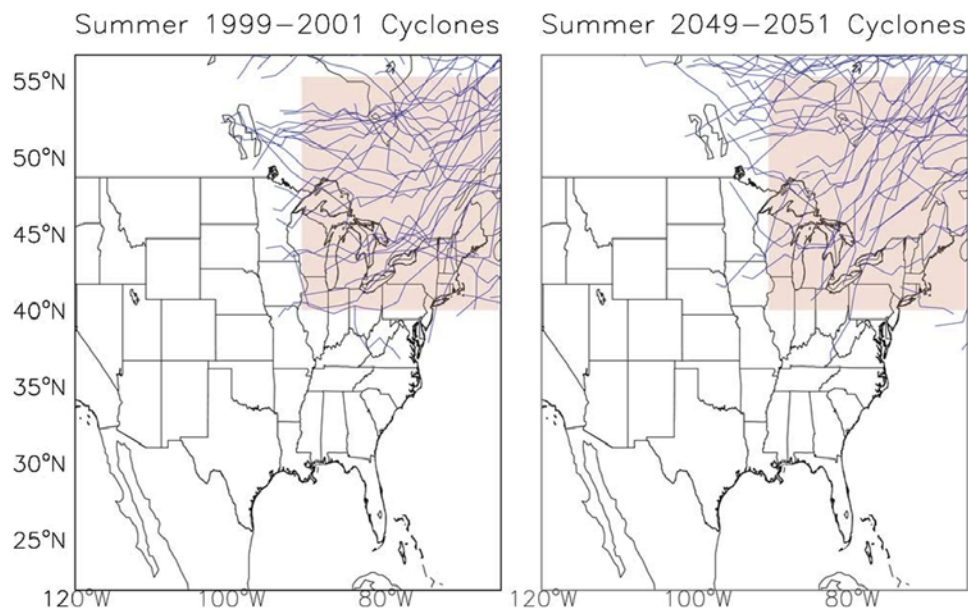 Summer 1999−2001 Cyclones
Summer 2049−2051 Cyclones
55°N
50°N
45°N
40°N
35°N
30°N
25°N
120°W 100°W 80°W
120°W 100°W 80°W